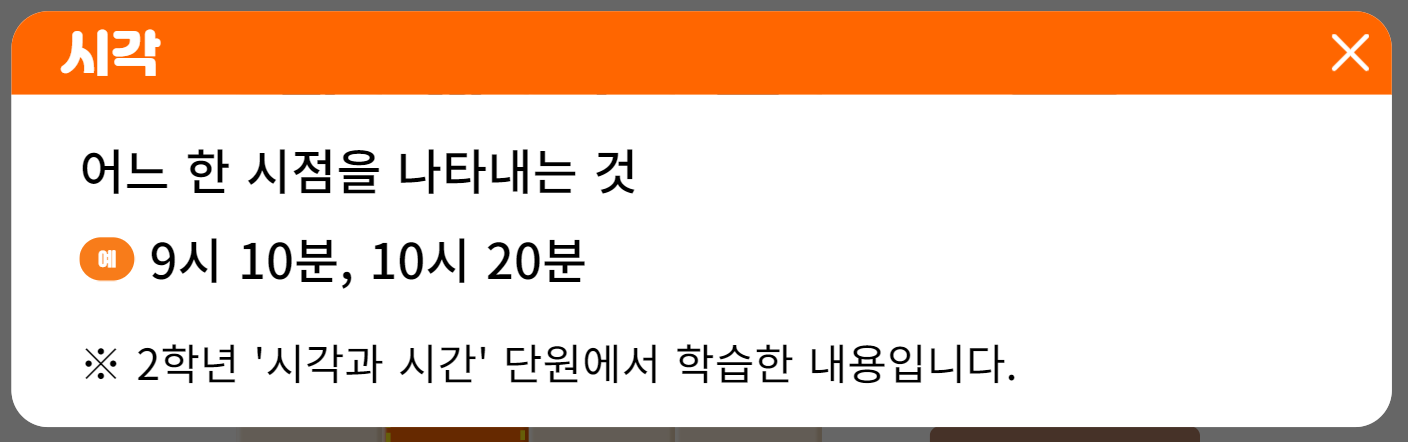 시각
어느 한 시점을 나타내는 것
예 9시 10분, 10시 20분
※ 2학년 '시각과 시간' 단원에서 학습한 내용입니다.